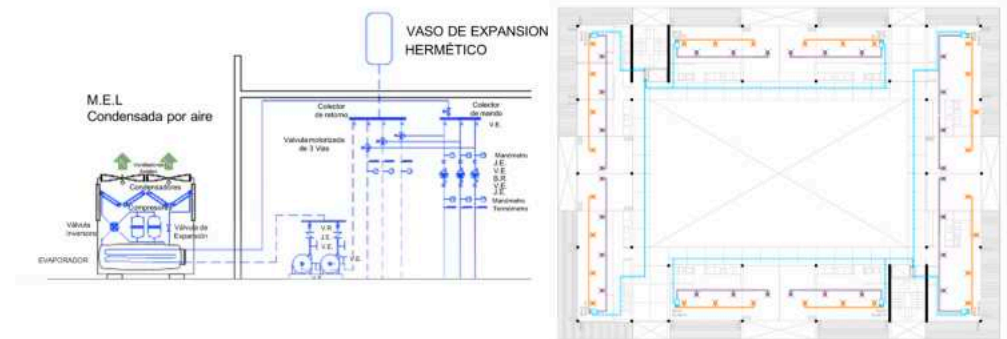 VASO DE EXPANSION
HERMÉTICO
M.E.L
Condensada por aire
Colector
de retorno
Colector
de mando
V.E.
Valvula motorizada
de 3 Vias
Manómetro
J.E.
V.E.
B.R.
V.E.
J.E.
Manómetro
Termómetro
Condensadores
Compresores
Válvula
Inversora
Válvula de
Expansión
EVAPORADOR
V.R.
J.E.
V.E.
V.E.